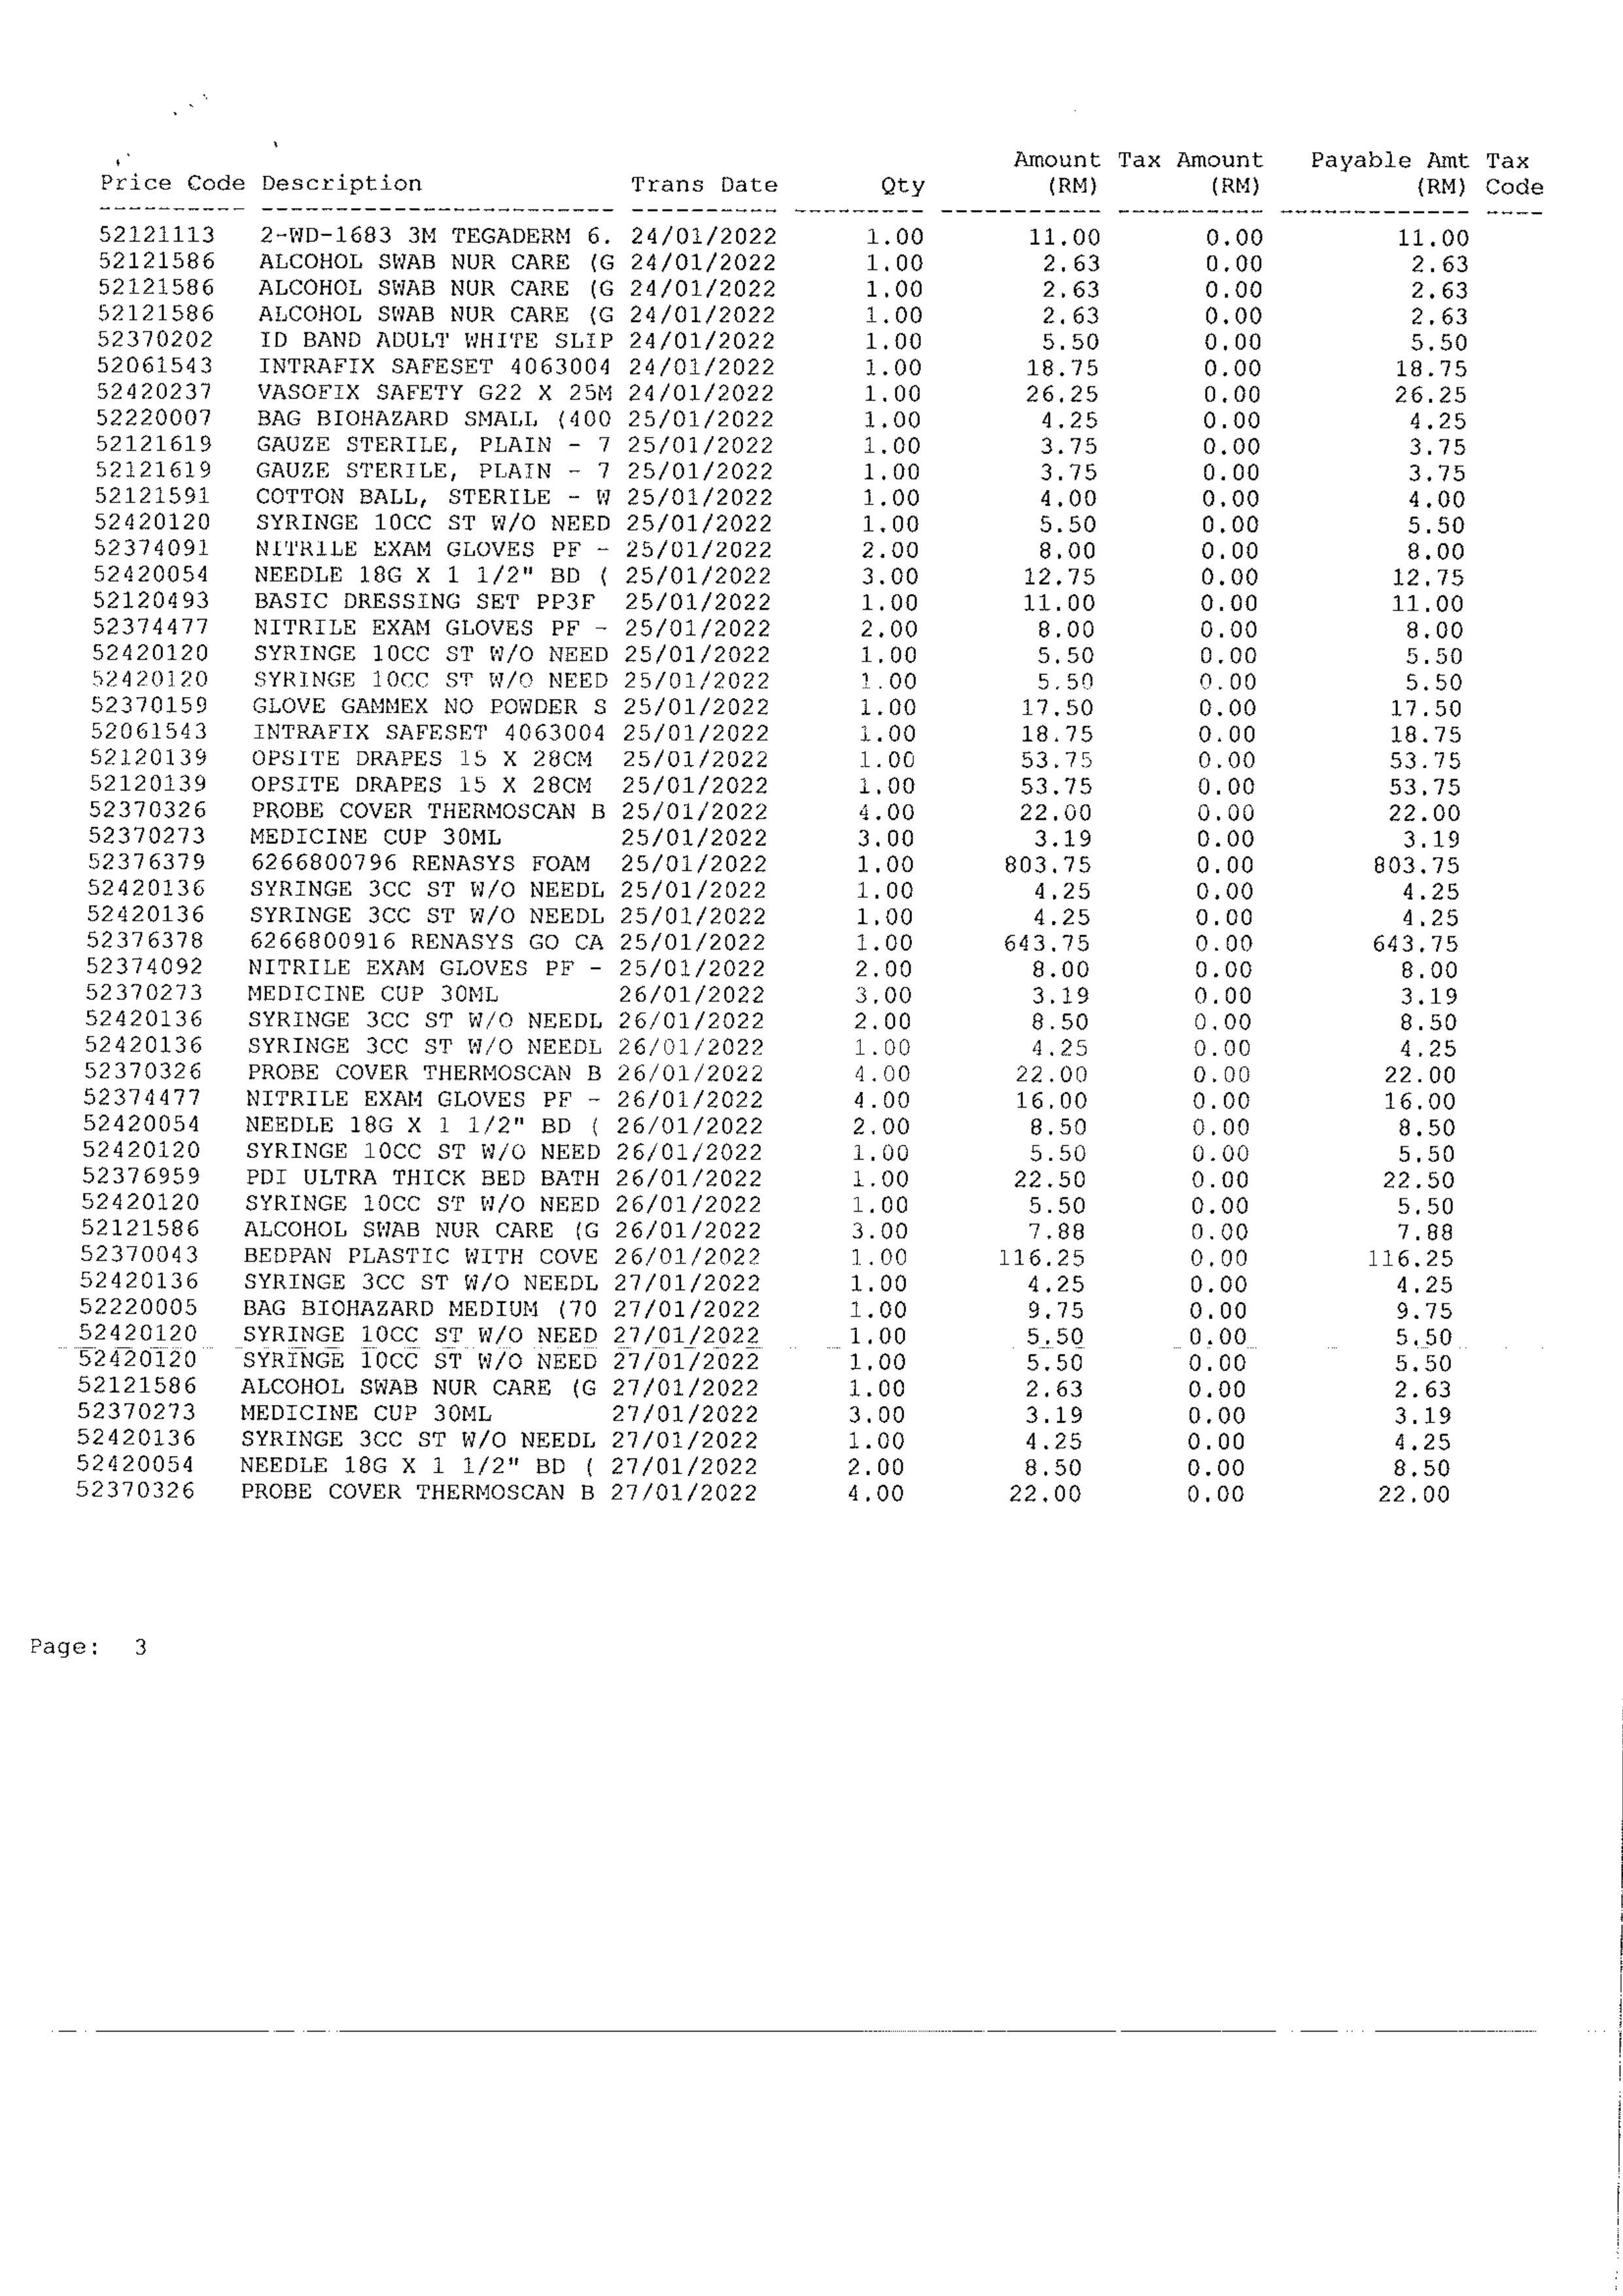 Amount Tax Amount Payable Amt Tax
Price Code Description Trans Date Qty (RM) (RM) (RM) Code
52121113 2-WD-1683 3M TEGADERM 6. 24/01/2022 1.00 11.00 0.00 11.00
52121586 ALCOHOL SWAB NUR CARE (G 24/01/2022 1.00 2.63 0.00 2.63
52121586 ALCOHOL SWAB NUR CARE (G 24/01/2022 1.00 2.63 0.00 2.63
52121586 ALCOHOL SWAB NUR CARE (G 24/01/2022 1.00 2.63 0.00 2.63
52370202 ID BAND ADULT WHITE SLIP 24/01/2022 1.00 5.50 0.00 5.50
52061543 INTRAFIX SAFESET 4063004 24/01/2022 1.00 18.75 0.00 18.75
52420237 VASOFIX SAFETY G22 X 25M 24/01/2022 1.00 26.25 0.00 26.25
52220007 BAG BIOHAZARD SMALL (400 25/01/2022 1.00 4.25 0.00 4.25
52121619 GAUZE STERILE, PLAIN - 7 25/01/2022 1.00 3.75 0.00 3.75
52121619 GAUZE STERILE, PLAIN - 7 25/01/2022 1.00 3.75 0.00 3.75
52121591 COTTON BALL, STERILE - W 25/01/2022 1.00 4.00 0.00 4.00
52420120 SYRINGE 10CC ST W/O NEED 25/01/2022 1.00 5.50 0.00 5.50
52374091 NITRILE EXAM GLOVES PF - 25/01/2022 2.00 8.00 0.00 8.00
52420054 NEEDLE 18G X 1 1/2" BD ( 25/01/2022 3.00 12.75 0.00 12.75
52120493 BASIC DRESSING SET PP3F 25/01/2022 1.00 11.00 0.00 11.00
52374477 NITRILE EXAM GLOVES PF - 25/01/2022 2.00 8.00 0.00 8.00
52420120 SYRINGE 10CC ST W/O NEED 25/01/2022 1.00 5.50 0.00 5.50
52420120 SYRINGE 10CC ST W/O NEED 25/01/2022 1.00 5.50 0.00 5.50
52370159 GLOVE GAMMEX NO POWDER S 25/01/2022 1.00 17.50 0.00 17.50
52061543 INTRAFIX SAFESET 4063004 25/01/2022 1.00 18.75 0.00 18.75
52120139 OPSITE DRAPES 15 X 28CM 25/01/2022 1.00 53.75 0.00 53.75
52120139 OPSITE DRAPES 15 X 28CM 25/01/2022 1.00 53.75 0.00 53.75
52370326 PROBE COVER THERMOSCAN B 25/01/2022 4.00 22.00 0.00 22.00
52370273 MEDICINE CUP 30ML 25/01/2022 3.00 3.19 0.00 3.19
52376379 6266800796 RENASYS FOAM 25/01/2022 1.00 803.75 0.00 803.75
52420136 SYRINGE 3CC ST W/O NEEDL 25/01/2022 1.00 4.25 0.00 4.25
52420136 SYRINGE 3CC ST W/O NEEDL 25/01/2022 1.00 4.25 0.00 4.25
52376378 6266800916 RENASYS GO CA 25/01/2022 1.00 643.75 0.00 643.75
52374092 NITRILE EXAM GLOVES PF - 25/01/2022 2.00 8.00 0.00 8.00
52370273 MEDICINE CUP 30ML 26/01/2022 3.00 3.19 0.00 3.19
52420136 SYRINGE 3CC ST W/O NEEDL 26/01/2022 2.00 8.50 0.00 8.50
52420136 SYRINGE 3CC ST W/O NEEDL 26/01/2022 1.00 4.25 0.00 4.25
52370326 PROBE COVER THERMOSCAN B 26/01/2022 4.00 22.00 0.00 22.00
52374477 NITRILE EXAM GLOVES PF - 26/01/2022 4.00 16.00 0.00 16.00
52420054 NEEDLE 18G X 1 1/2" BD ( 26/01/2022 2.00 8.50 0.00 8.50
52420120 SYRINGE 10CC ST W/O NEED 26/01/2022 1.00 5.50 0.00 5.50
52376959 PDI ULTRA THICK BED BATH 26/01/2022 1.00 22.50 0.00 22.50
52420120 SYRINGE 10CC ST W/O NEED 26/01/2022 1.00 5.50 0.00 5.50
52121586 ALCOHOL SWAB NUR CARE (G 26/01/2022 3.00 7.88 0.00 7.88
52370043 BEDPAN PLASTIC WITH COVE 26/01/2022 1.00 116.25 0.00 116.25
52420136 SYRINGE 3CC ST W/O NEEDL 27/01/2022 1.00 4.25 0.00 4.25
52220005 BAG BIOHAZARD MEDIUM (70 27/01/2022 1.00 9.75 0.00 9.75
52420120 SYRINGE 10CC ST W/O NEED 27/01/2022 1.00 5.50 0.00 5.50
52420120 SYRINGE 10CC ST W/O NEED 27/01/2022 1.00 5.50 0.00 5.50
52121586 ALCOHOL SWAB NUR CARE (G 27/01/2022 1.00 2.63 0.00 2.63
52370273 MEDICINE CUP 30ML 27/01/2022 3.00 3.19 0.00 3.19
52420136 SYRINGE 3CC ST W/O NEEDL 27/01/2022 1.00 4.25 0.00 4.25
52420054 NEEDLE 18G X 1 1/2" BD ( 27/01/2022 2.00 8.50 0.00 8.50
52370326 PROBE COVER THERMOSCAN B 27/01/2022 4.00 22.00 0.00 22.00
Page: 3